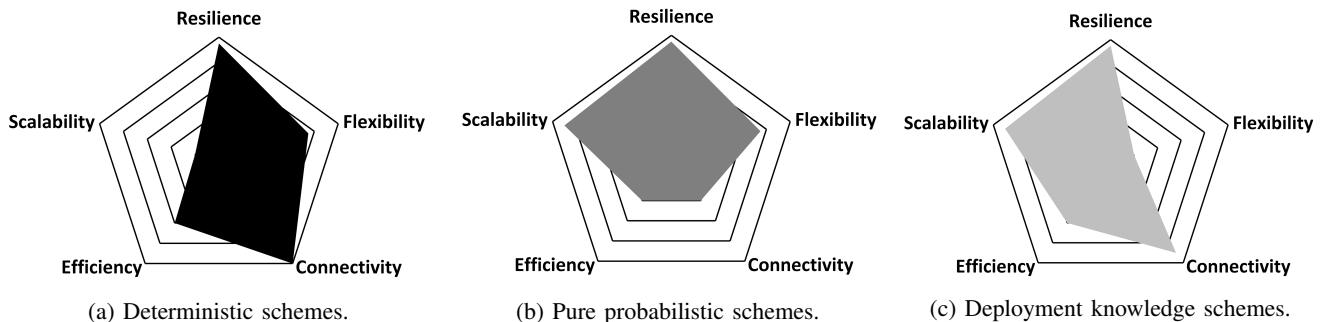 Resilience
Scalability
Flexibility
Efficiency
Connectivity
(a) Deterministic schemes.
Resilience
Scalability
Flexibility
Efficiency
Connectivity
(b) Pure probabilistic schemes.
Resilience
Scalability
Flexibility
Efficiency
Connectivity
(c) Deployment knowledge schemes.